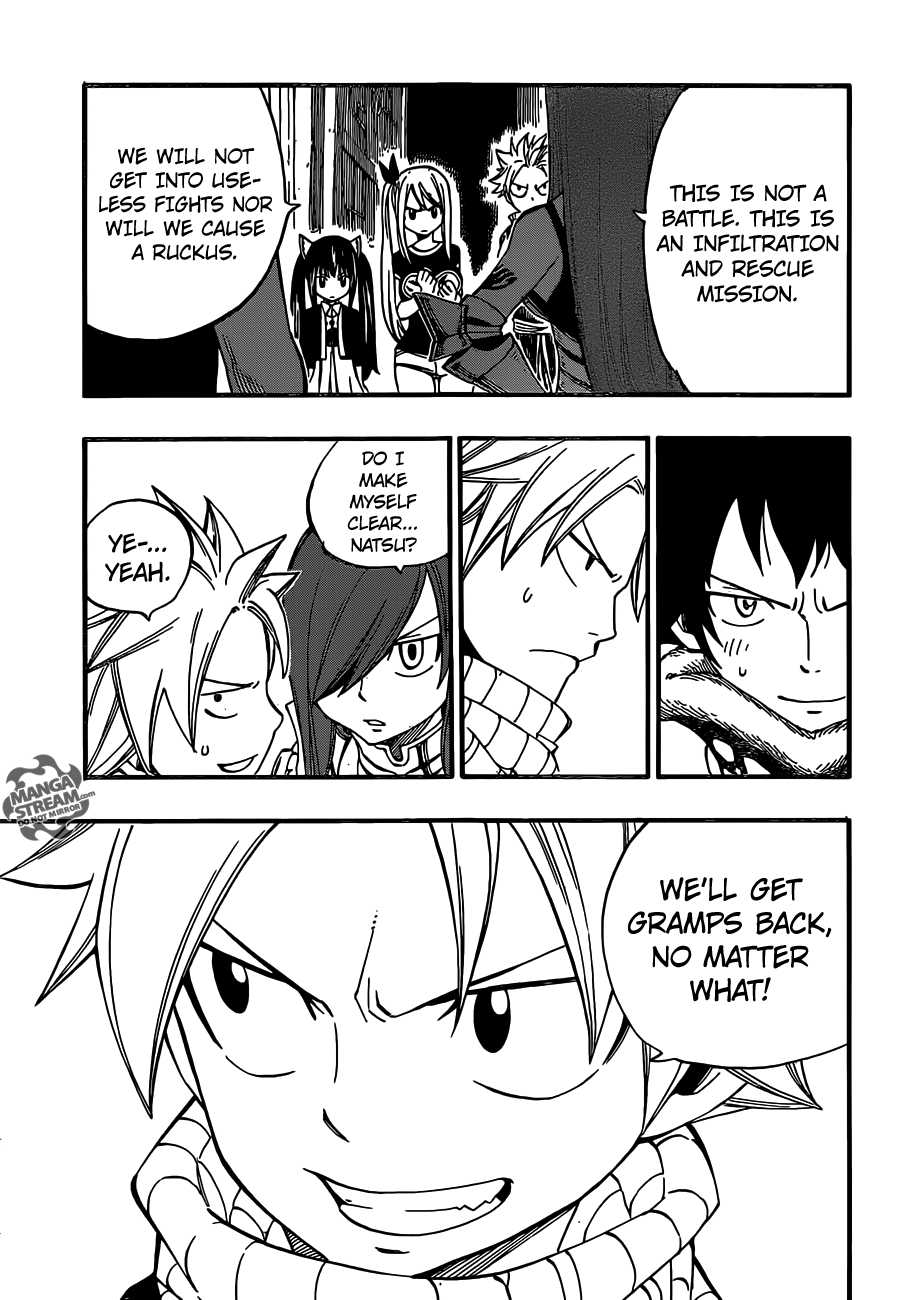 THIS IS NOT A
BATTLE. THIS IS
AN INFILTRATION
AND RESCUE
MISSION.
WE WILL NOT
GET INTO USE-
LESS FIGHTS NOR
WILL WE CAUSE
A RUCKUS.
DO I
MAKE
MYSELF
CLEAR...
NATSU?
YE-...
YEAH.
MANGA
STREAM.com
DO NOT MIRROR
WE'LL GET
GRAMPS BACK,
NO MATTER
WHAT!